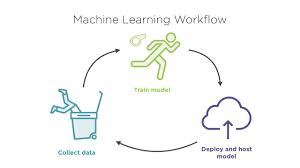 Machine Learning Workflow
Train model
Collect data
Deploy and host
model